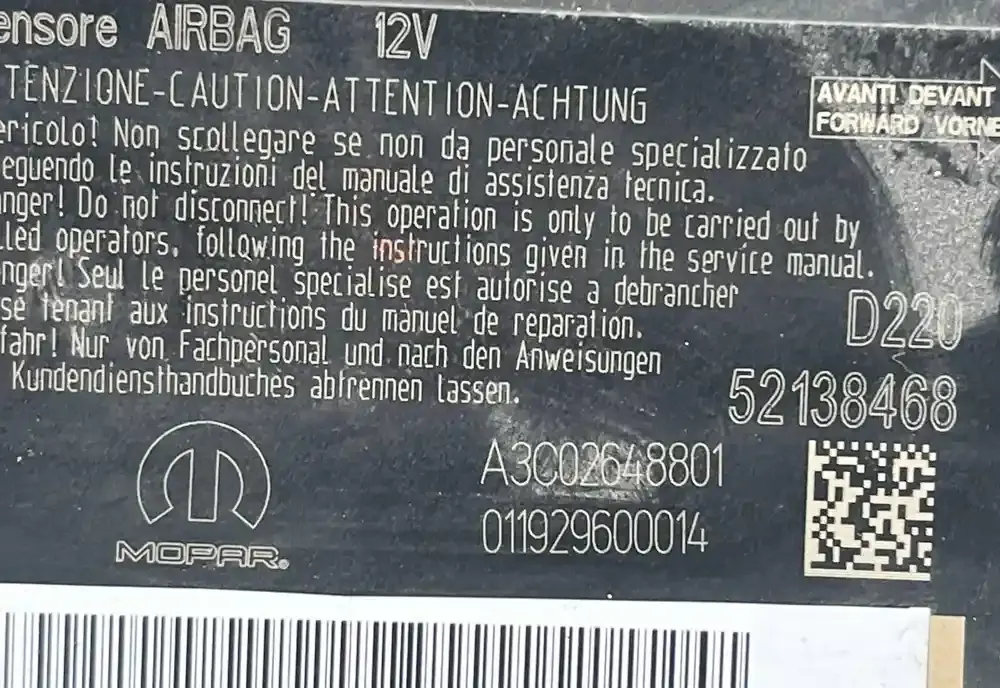 ensore AIRBAG 12V
TENZIONE-CAUTION-ATTENTION-ACHTUNG
AVANTI DEVANT
FORWARD VORNE
ericolo! Non scollegare se non da personale specializzato
eguendo le instruzioni del manuale di assistenza tecnica.
nger! Do not disconnect! This operation is only to be carried out by
lled operators, following the instructions given in the service manual.
nger! Seul le personel specialise est autorise a debrancher
se tenant aux instructions du manuel de reparation.
fahr! Nur von Fachpersonal und nach den Anweisungen
Kundendiensthandbuches abtrennen lassen.
D220
52138468
A3C02648801
011929600014
MOPAR®